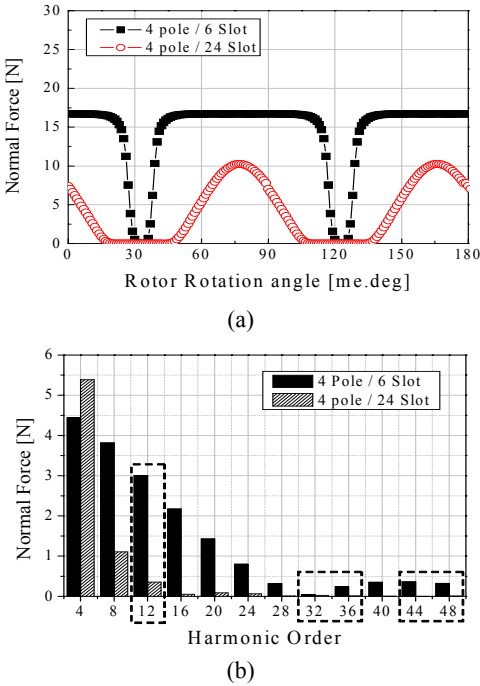 4 pole / 6 Slot
4 pole / 24 Slot
Normal Force [N]
30
25
20
15
10
5
0
0 30 60 90 120 150 180
Rotor Rotation angle [me.deg]
(a)
4 Pole / 6 Slot
4 pole / 24 Slot
Normal Force [N]
6
5
4
3
2
1
0
4 8 12 16 20 24 28 32 36 40 44 48
Harmonic Order
(b)